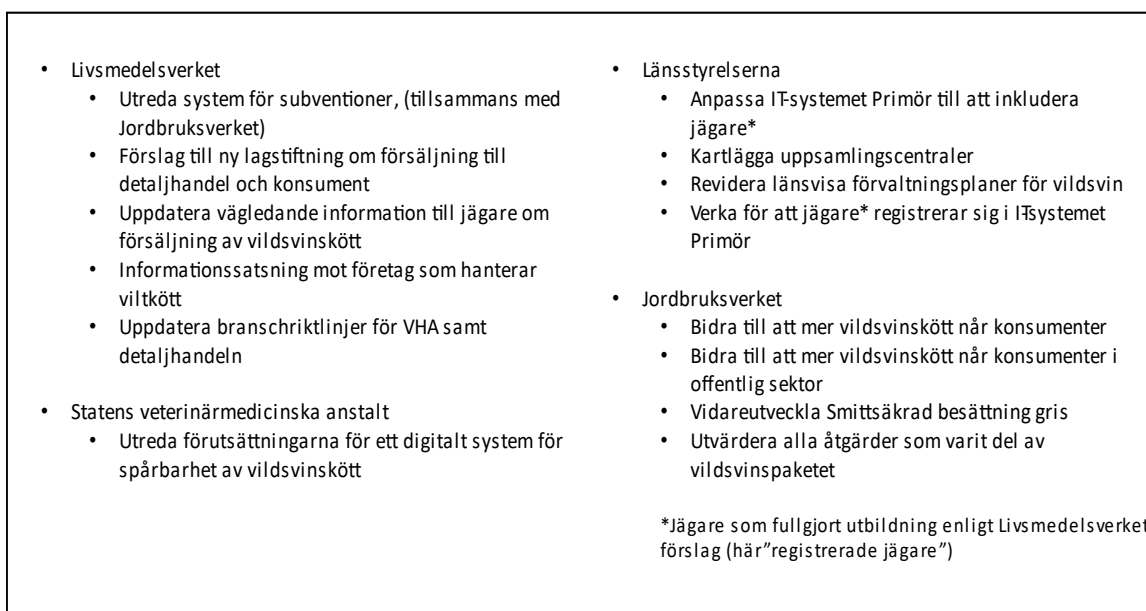 • Livsmedelsverket
• Utreda system för subventioner, (tillsammans med
Jordbruksverket)
• Förslag till ny lagstiftning om försäljning till
detaljhandel och konsument
• Uppdatera vägledande information till jägare om
försäljning av vildsvinskött
• Informationssatsning mot företag som hanterar
viltkött
• Uppdatera branschriktlinjer för VHA samt
detaljhandeln
• Statens veterinärmedicinska anstalt
• Utreda förutsättningarna för ett digitalt system för
spårbarhet av vildsvinskött
• Länsstyrelserna
• Anpassa IT-systemet Primör till att inkludera
jägare*
• Kartlägga uppsamlingscentraler
• Revidera länsvisa förvaltningsplaner för vildsvin
• Verka för att jägare* registrerar sig i IT-systemet
Primör
• Jordbruksverket
• Bidra till att mer vildsvinskött når konsumenter
• Bidra till att mer vildsvinskött når konsumenter i
offentlig sektor
• Vidareutveckla Smittsäkrad besättning gris
• Utvärdera alla åtgärder som varit del av
vildsvinspaketet
*Jägare som fullgjort utbildning enligt Livsmedelsverket
förslag (här"registrerade jägare")